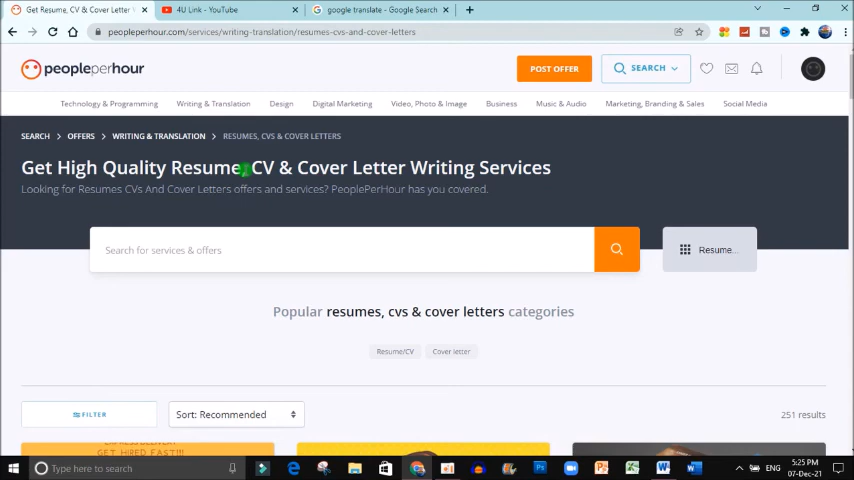 Get Resume, CV & Cover Letter W
4U Link - YouTube
google translate - Google Search
peopleperhour.com/services/writing-translation/resumes-cvs-and-cover-letters
peopleperhour
POST OFFER
SEARCH
Technology & Programming
Writing & Translation
Design
Digital Marketing
Video, Photo & Image
Business
Music & Audio
Marketing, Branding & Sales
Social Media
SEARCH > OFFERS > WRITING & TRANSLATION > RESUMES, CVS & COVER LETTERS
Get High Quality Resume, CV & Cover Letter Writing Services
Looking for Resumes CVs And Cover Letters offers and services? PeoplePerHour has you covered.
Search for services & offers
Resume...
Popular resumes, cvs & cover letters categories
Resume/CV
Cover letter
FILTER
Sort: Recommended
251 results
EXPRESS DELIVERY
GET HIRED FAST!!!
Type here to search
ENG
5:25 PM
07-Dec-21